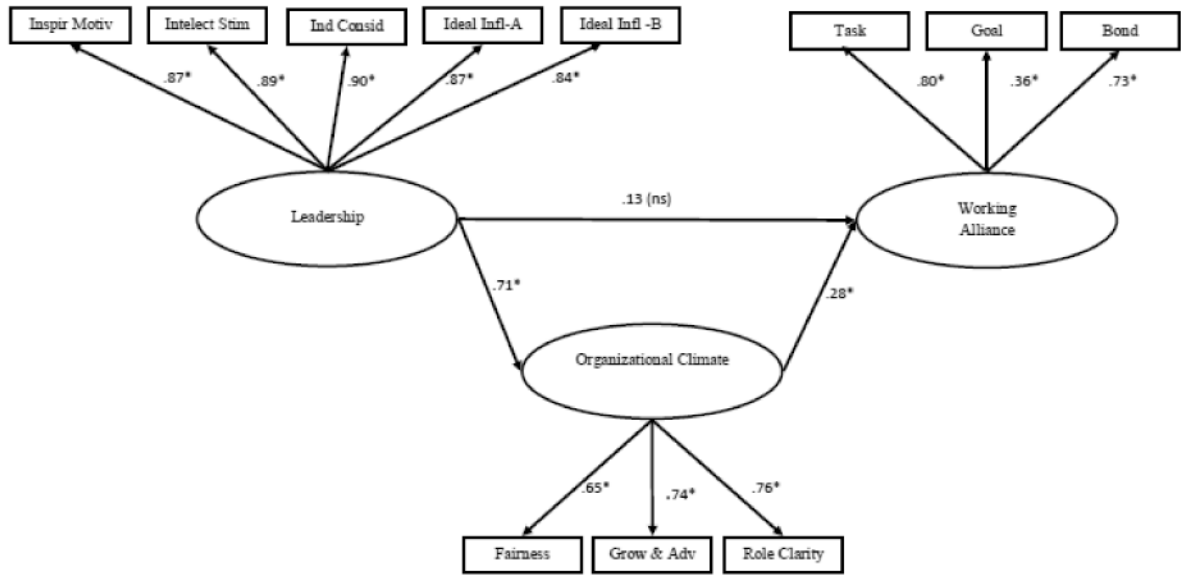 Inspir Motiv
Intelect Stim
Ind Consid
Ideal Infl-A
Ideal Infl -B
Task
Goal
Bond
.87*
.89*
.90*
.87*
.84*
.80*
.36*
.73*
Leadership
.13 (ns)
Working
Alliance
.71*
.28*
Organizational Climate
.65*
.74*
.76*
Fairness
Grow & Adv
Role Clarity